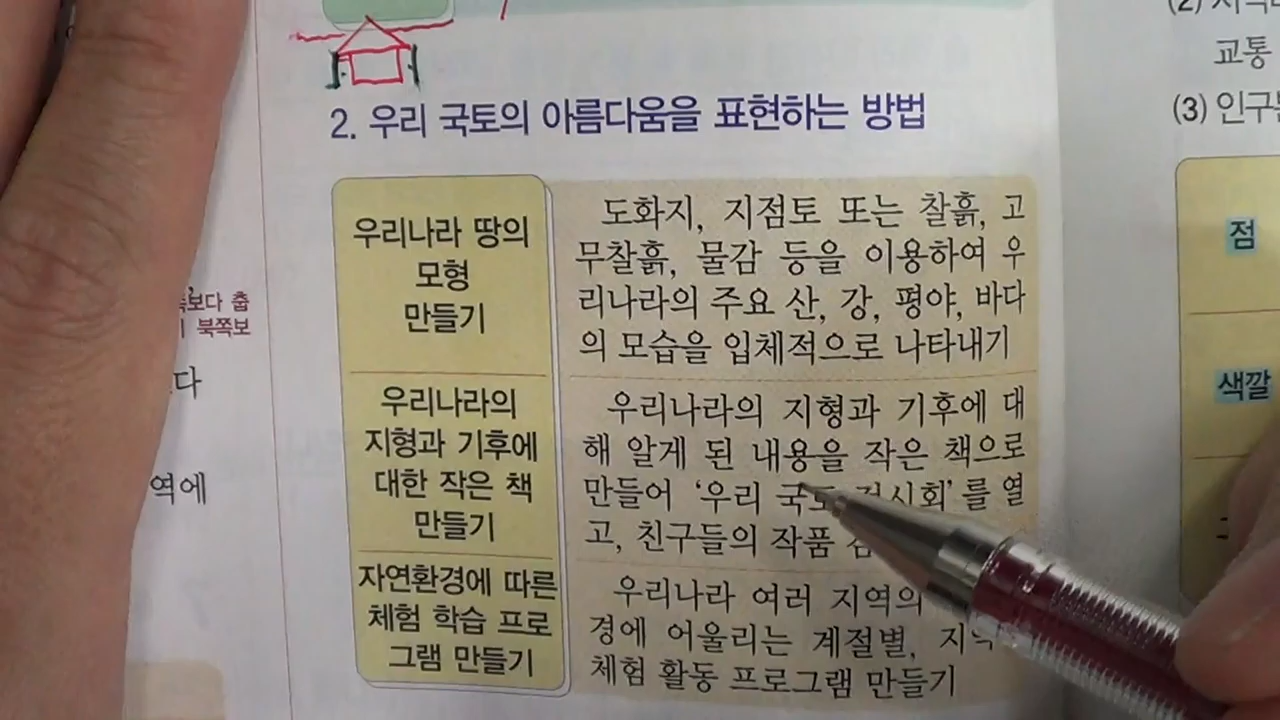 2. 우리 국토의 아름다움을 표현하는 방법
우리나라 땅의
모형
만들기
도화지, 지점토 또는 찰흙, 고
무찰흙, 물감 등을 이용하여 우
리나라의 주요 산, 강, 평야, 바다
의 모습을 입체적으로 나타내기
우리나라의
지형과 기후에
대한 작은 책
만들기
우리나라의 지형과 기후에 대
해 알게 된 내용을 작은 책으로
만들어 '우리 국토 전시회'를 열
고, 친구들의 작품
자연환경에 따른
체험 학습 프로
그램 만들기
우리나라 여러 지역의
경에 어울리는 계절별,
체험 활동 프로그램 만들기
북쪽보
역에
교통
(3)
점
색깔